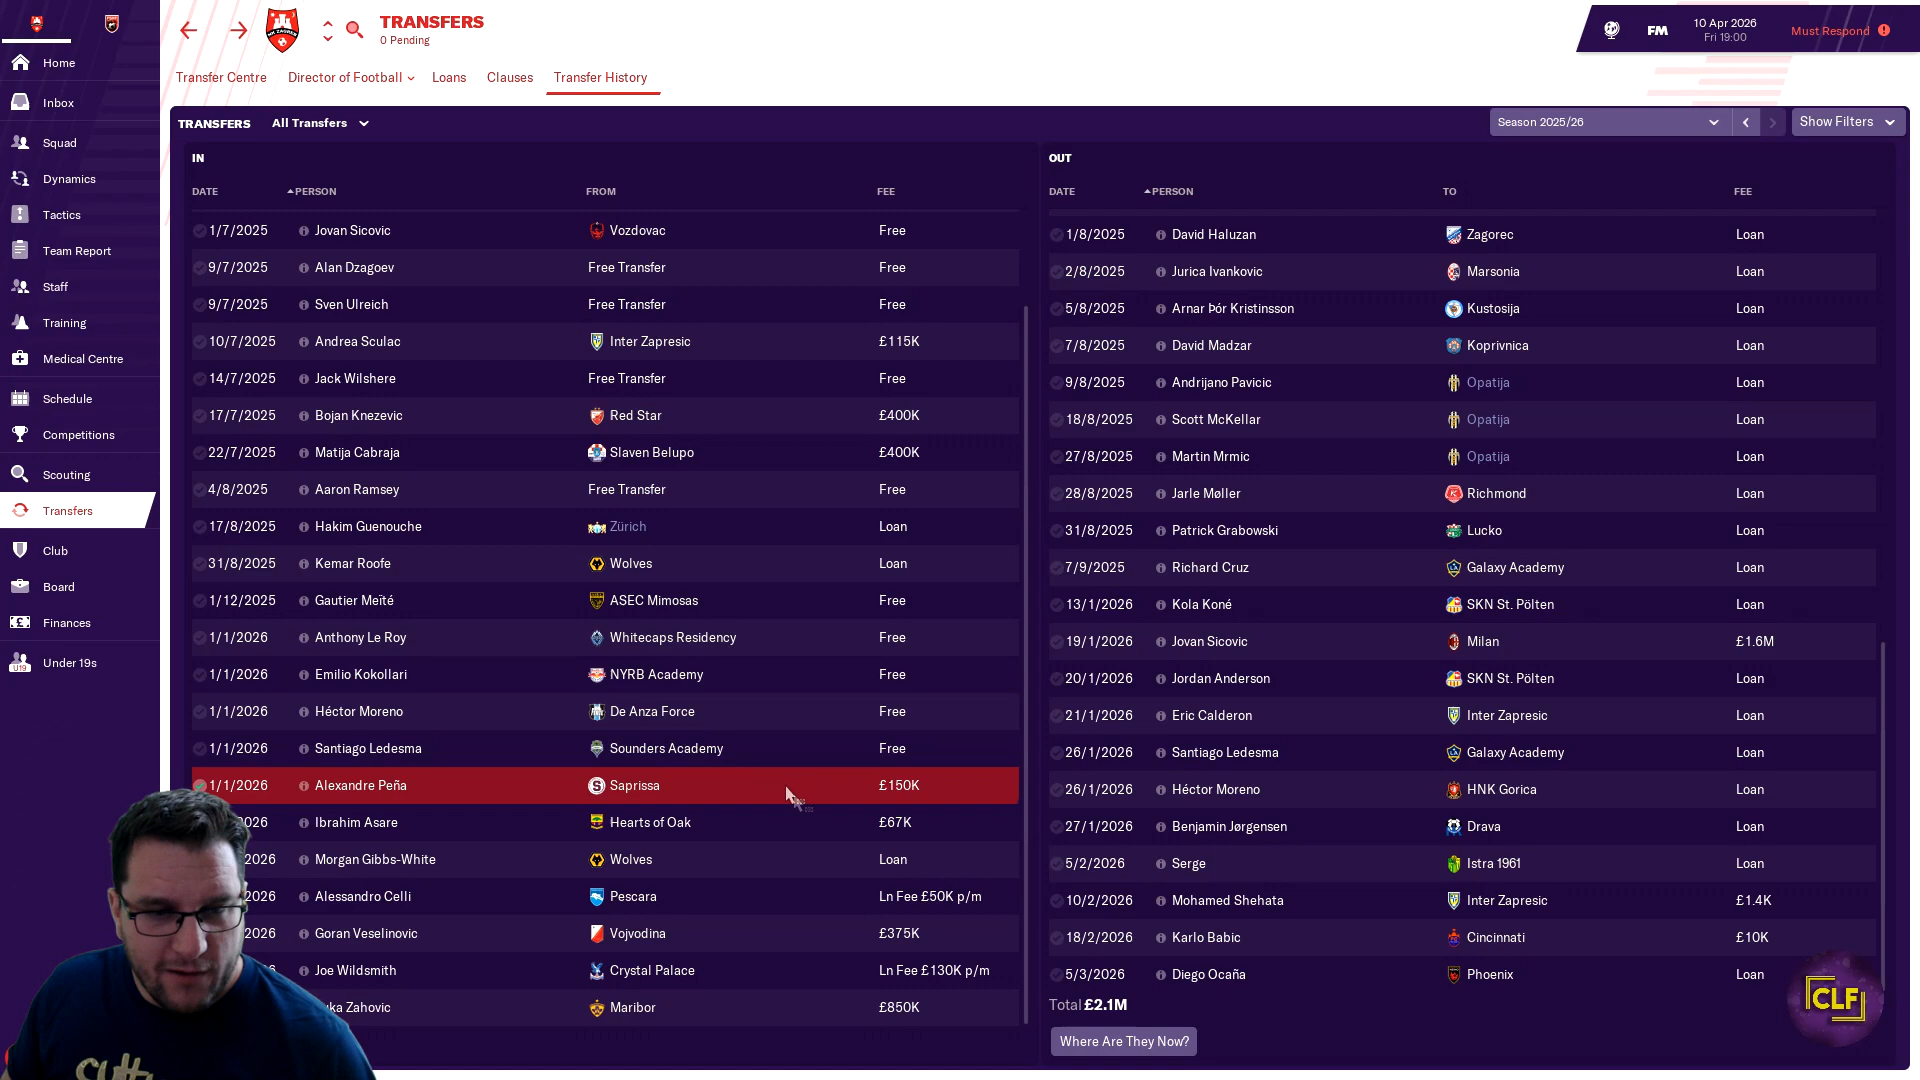 TRANSFERS
0 Pending
10 Apr 2026
Fri 19:00
FM
Must Respond
Transfer Centre
Director of Football
Loans
Clauses
Transfer History
Home
Inbox
Squad
Dynamics
Tactics
Team Report
Staff
Training
Medical Centre
Schedule
Competitions
Scouting
Transfers
Club
Board
Finances
Under 19s
TRANSFERS All Transfers
Season 2025/26
Show Filters
IN
DATE PERSON FROM FEE
1/7/2025 Jovan Sicovic Vozdovac Free
9/7/2025 Alan Dzagoev Free Transfer Free
9/7/2025 Sven Ulreich Free Transfer Free
10/7/2025 Andrea Sculac Inter Zapresic £115K
14/7/2025 Jack Wilshere Free Transfer Free
17/7/2025 Bojan Knezevic Red Star £400K
22/7/2025 Matija Cabraja Slaven Belupo £400K
4/8/2025 Aaron Ramsey Free Transfer Free
17/8/2025 Hakim Guenouche Zürich Loan
31/8/2025 Kemar Roofe Wolves Loan
1/12/2025 Gautier Meïté ASEC Mimosas Free
1/1/2026 Anthony Le Roy Whitecaps Residency Free
1/1/2026 Emilio Kokollari NYRB Academy Free
1/1/2026 Héctor Moreno De Anza Force Free
1/1/2026 Santiago Ledesma Sounders Academy Free
1/1/2026 Alexandre Peña Saprissa £150K
026 Ibrahim Asare Hearts of Oak £67K
2026 Morgan Gibbs-White Wolves Loan
2026 Alessandro Celli Pescara Ln Fee £50K p/m
2026 Goran Veselinovic Vojvodina £375K
Joe Wildsmith Crystal Palace Ln Fee £130K p/m
uka Zahovic Maribor £850K
OUT
DATE PERSON TO FEE
1/8/2025 David Haluzan Zagorec Loan
2/8/2025 Jurica Ivankovic Marsonia Loan
5/8/2025 Arnar Þór Kristinsson Kustosija Loan
7/8/2025 David Madzar Koprivnica Loan
9/8/2025 Andrijano Pavicic Opatija Loan
18/8/2025 Scott McKellar Opatija Loan
27/8/2025 Martin Mrmic Opatija Loan
28/8/2025 Jarle Møller Richmond Loan
31/8/2025 Patrick Grabowski Lucko Loan
7/9/2025 Richard Cruz Galaxy Academy Loan
13/1/2026 Kola Koné SKN St. Pölten Loan
19/1/2026 Jovan Sicovic Milan £1.6M
20/1/2026 Jordan Anderson SKN St. Pölten Loan
21/1/2026 Eric Calderon Inter Zapresic Loan
26/1/2026 Santiago Ledesma Galaxy Academy Loan
26/1/2026 Héctor Moreno HNK Gorica Loan
27/1/2026 Benjamin Jørgensen Drava Loan
5/2/2026 Serge Istra 1961 Loan
10/2/2026 Mohamed Shehata Inter Zapresic £1.4K
18/2/2026 Karlo Babic Cincinnati £10K
5/3/2026 Diego Ocaña Phoenix Loan
Total £2.1M
Where Are They Now?
CLF